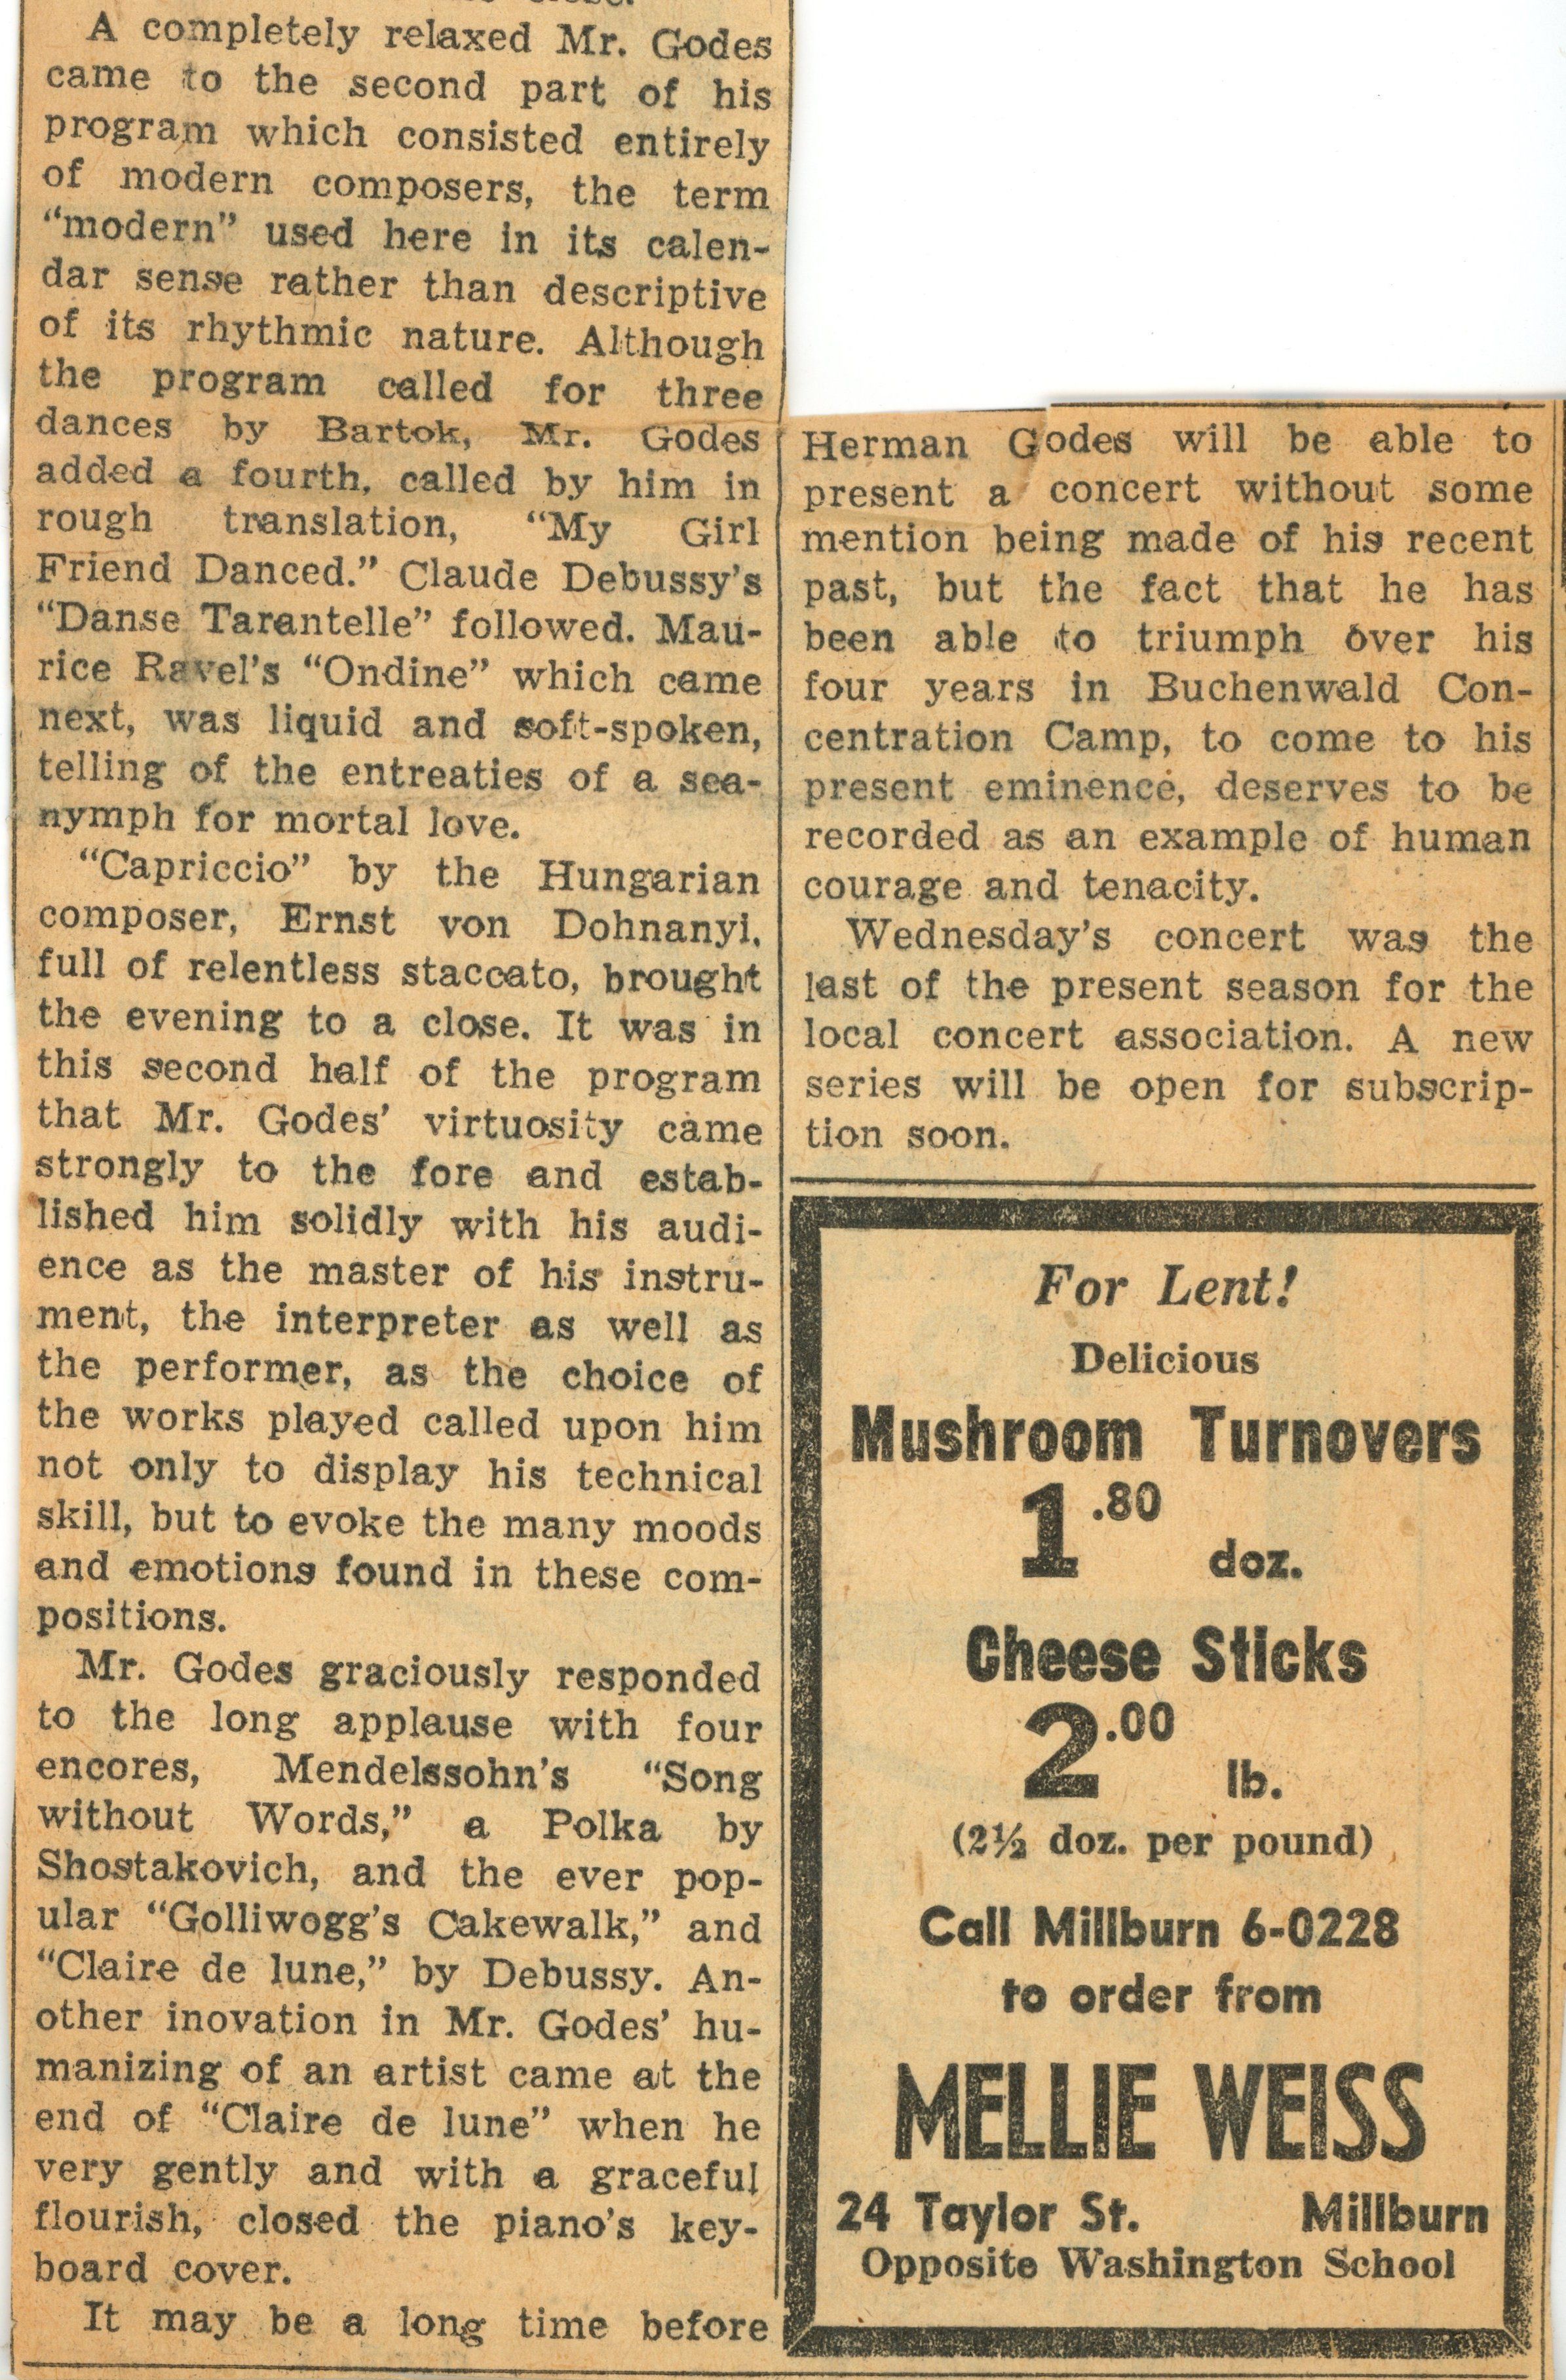 A completely relaxed Mr. Godes
came to the second part of his
program which consisted entirely
of modern composers, the term
“modern” used here in its calen-
dar sense rather than descriptive
of its rhythmic nature. Although
the program called for three
dances by Bartok, Mr. Godes
added a fourth, called by him in
rough translation, “My Girl
Friend Danced.” Claude Debussy’s
“Danse Tarantelle” followed. Mau-
rice Ravel’s “Ondine” which came
next, was liquid and soft-spoken,
telling of the entreaties of a sea-
nymph for mortal love.
“Capriccio” by the Hungarian
composer, Ernst von Dohnanyi,
full of relentless staccato, brought
the evening to a close. It was in
this second half of the program
that Mr. Godes’ virtuosity came
strongly to the fore and estab-
lished him solidly with his audi-
ence as the master of his instru-
ment, the interpreter as well as
the performer, as the choice of
the works played called upon him
not only to display his technical
skill, but to evoke the many moods
and emotions found in these com-
positions.
Mr. Godes graciously responded
to the long applause with four
encores, Mendelssohn’s “Song
without Words,” a Polka by
Shostakovich, and the ever pop-
ular “Golliwogg’s Cakewalk,” and
“Claire de lune,” by Debussy. An-
other inovation in Mr. Godes’ hu-
manizing of an artist came at the
end of “Claire de lune” when he
very gently and with a graceful
flourish, closed the piano’s key-
board cover.
It may be a long time before
Herman Godes will be able to
present a concert without some
mention being made of his recent
past, but the fact that he has
been able to triumph over his
four years in Buchenwald Con-
centration Camp, to come to his
present eminence, deserves to be
recorded as an example of human
courage and tenacity.
Wednesday’s concert was the
last of the present season for the
local concert association. A new
series will be open for subscrip-
tion soon.
For Lent!
Delicious
Mushroom Turnovers
1.80 doz.
Cheese Sticks
2.00 lb.
(2½ doz. per pound)
Call Millburn 6-0228
to order from
MELLIE WEISS
24 Taylor St. Millburn
Opposite Washington School